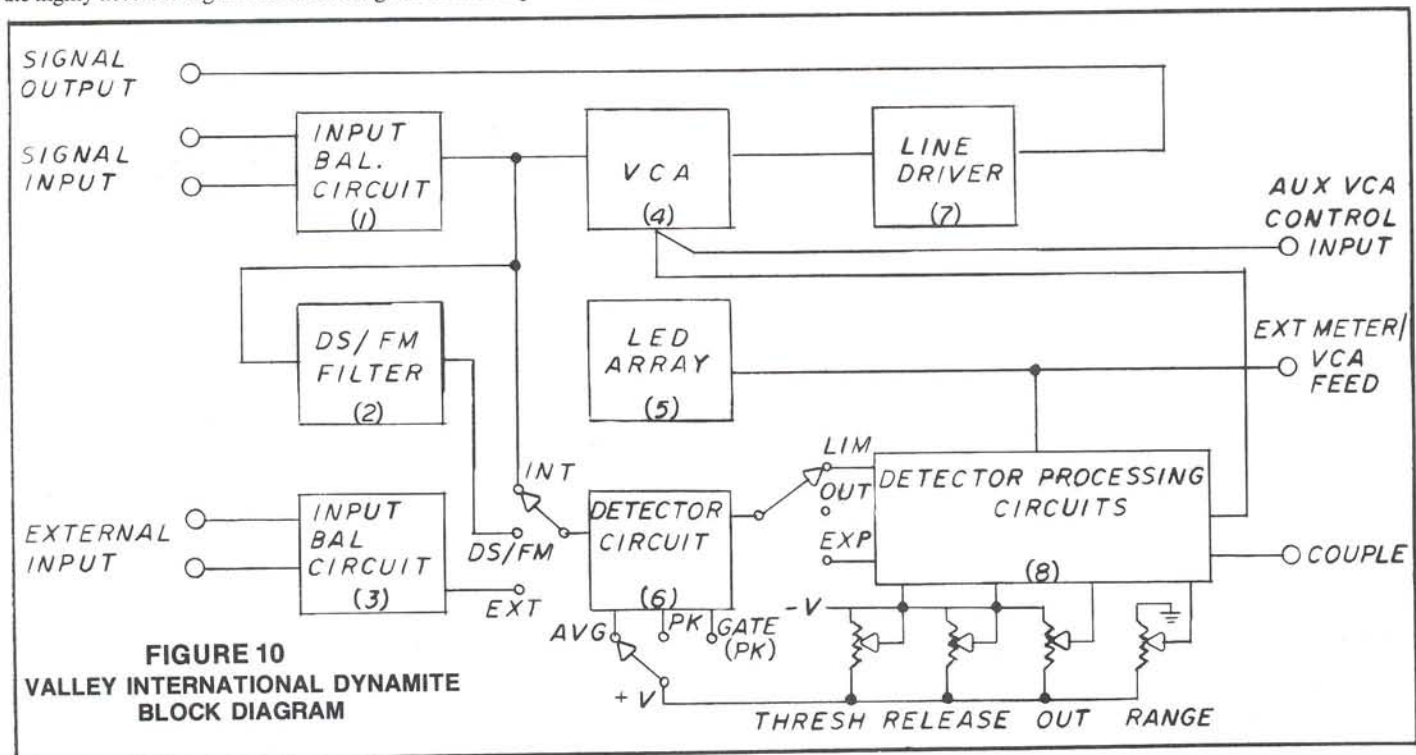 SIGNAL
OUTPUT
SIGNAL
INPUT
INPUT
BAL.
CIRCUIT
(1)
VCA
(4)
LINE
DRIVER
(7)
AUX VCA
CONTROL
INPUT
DS/FM
FILTER
(2)
LED
ARRAY
(5)
EXT METER/
VCA
FEED
INT
DS/FM
EXT
EXTERNAL
INPUT
INPUT
BAL
CIRCUIT
(3)
DETECTOR
CIRCUIT
(6)
LIM
OUT
EXP
DETECTOR PROCESSING
CIRCUITS
(8)
COUPLE
AVG
PK
GATE
(PK)
+V
-V
THRESH RELEASE OUT RANGE
FIGURE 10
VALLEY INTERNATIONAL DYNAMITE
BLOCK DIAGRAM